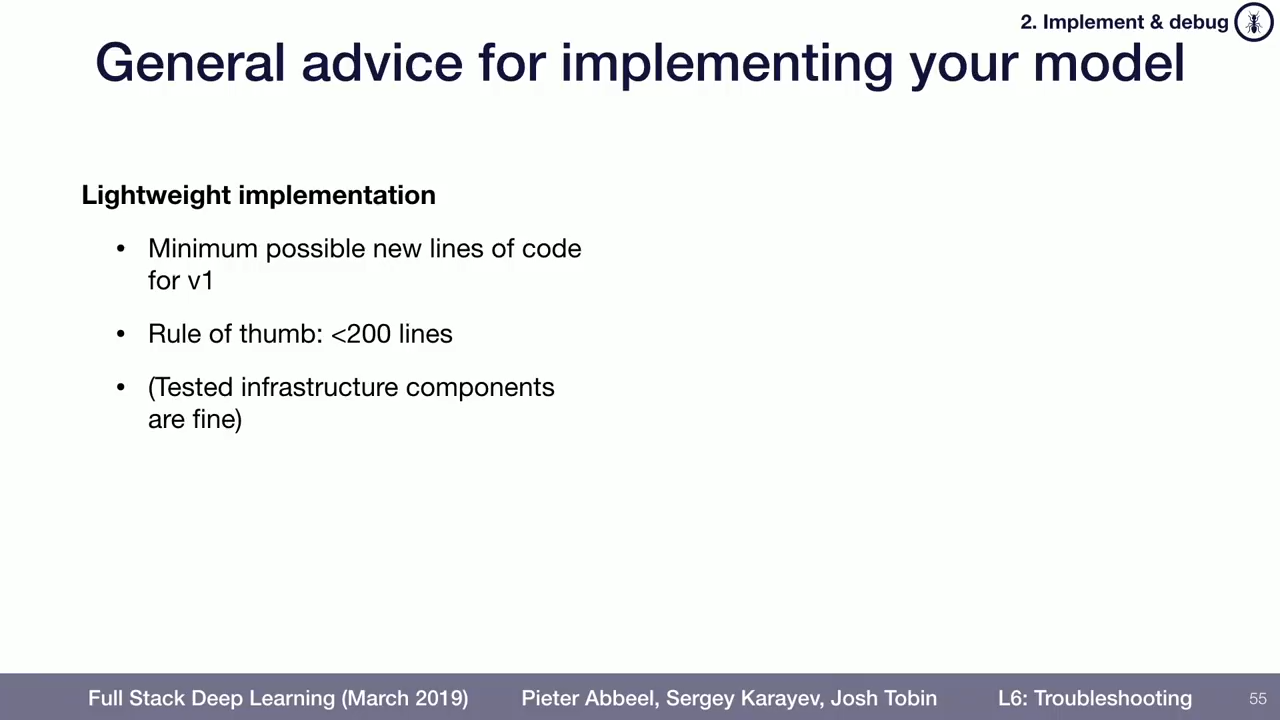 2. Implement & debug
General advice for implementing your model
Lightweight implementation
• Minimum possible new lines of code
for v1
• Rule of thumb: <200 lines
• (Tested infrastructure components
are fine)
Full Stack Deep Learning (March 2019) Pieter Abbeel, Sergey Karayev, Josh Tobin L6: Troubleshooting 55